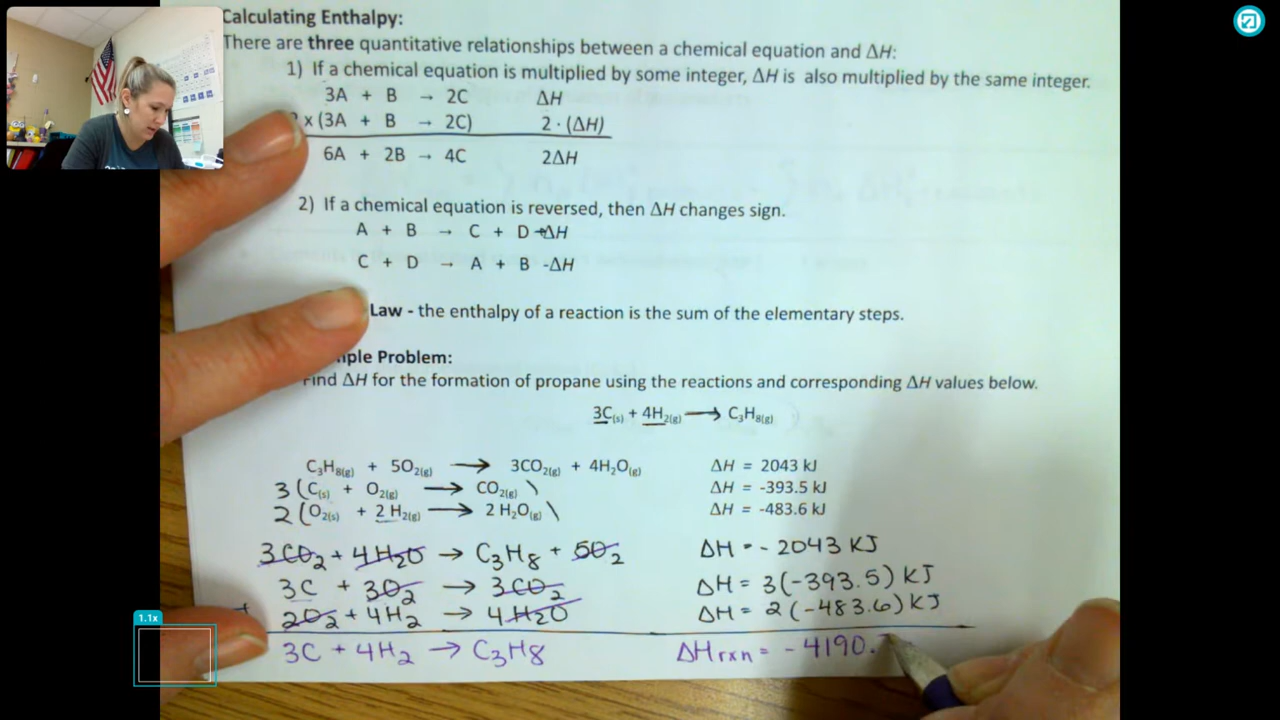 Calculating Enthalpy:
There are three quantitative relationships between a chemical equation and ΔH:
1) If a chemical equation is multiplied by some integer, ΔH is also multiplied by the same integer.
3A + B → 2C ΔH
x (3A + B → 2C) 2 · (ΔH)
6A + 2B → 4C 2ΔH
2) If a chemical equation is reversed, then ΔH changes sign.
A + B → C + D +ΔH
C + D → A + B -ΔH
Law - the enthalpy of a reaction is the sum of the elementary steps.
mple Problem:
Find ΔH for the formation of propane using the reactions and corresponding ΔH values below.
3C(s) + 4H2(g) → C3H8(g)
C3H8(g) + 5O2(g) → 3CO2(g) + 4H2O(g) ΔH = 2043 kJ
3(C(s) + O2(g) → CO2(g)) ΔH = -393.5 kJ
2(O2(s) + 2 H2(g) → 2 H2O(g)) ΔH = -483.6 kJ
3CO2 + 4H2O → C3H8 + 5O2 ΔH = - 2043 KJ
3C + 3O2 → 3CO2 ΔH = 3(-393.5) KJ
+ 2O2 + 4H2 → 4H2O ΔH = 2(-483.6) KJ
3C + 4H2 → C3H8 ΔHrxn = - 4190.
1.1x